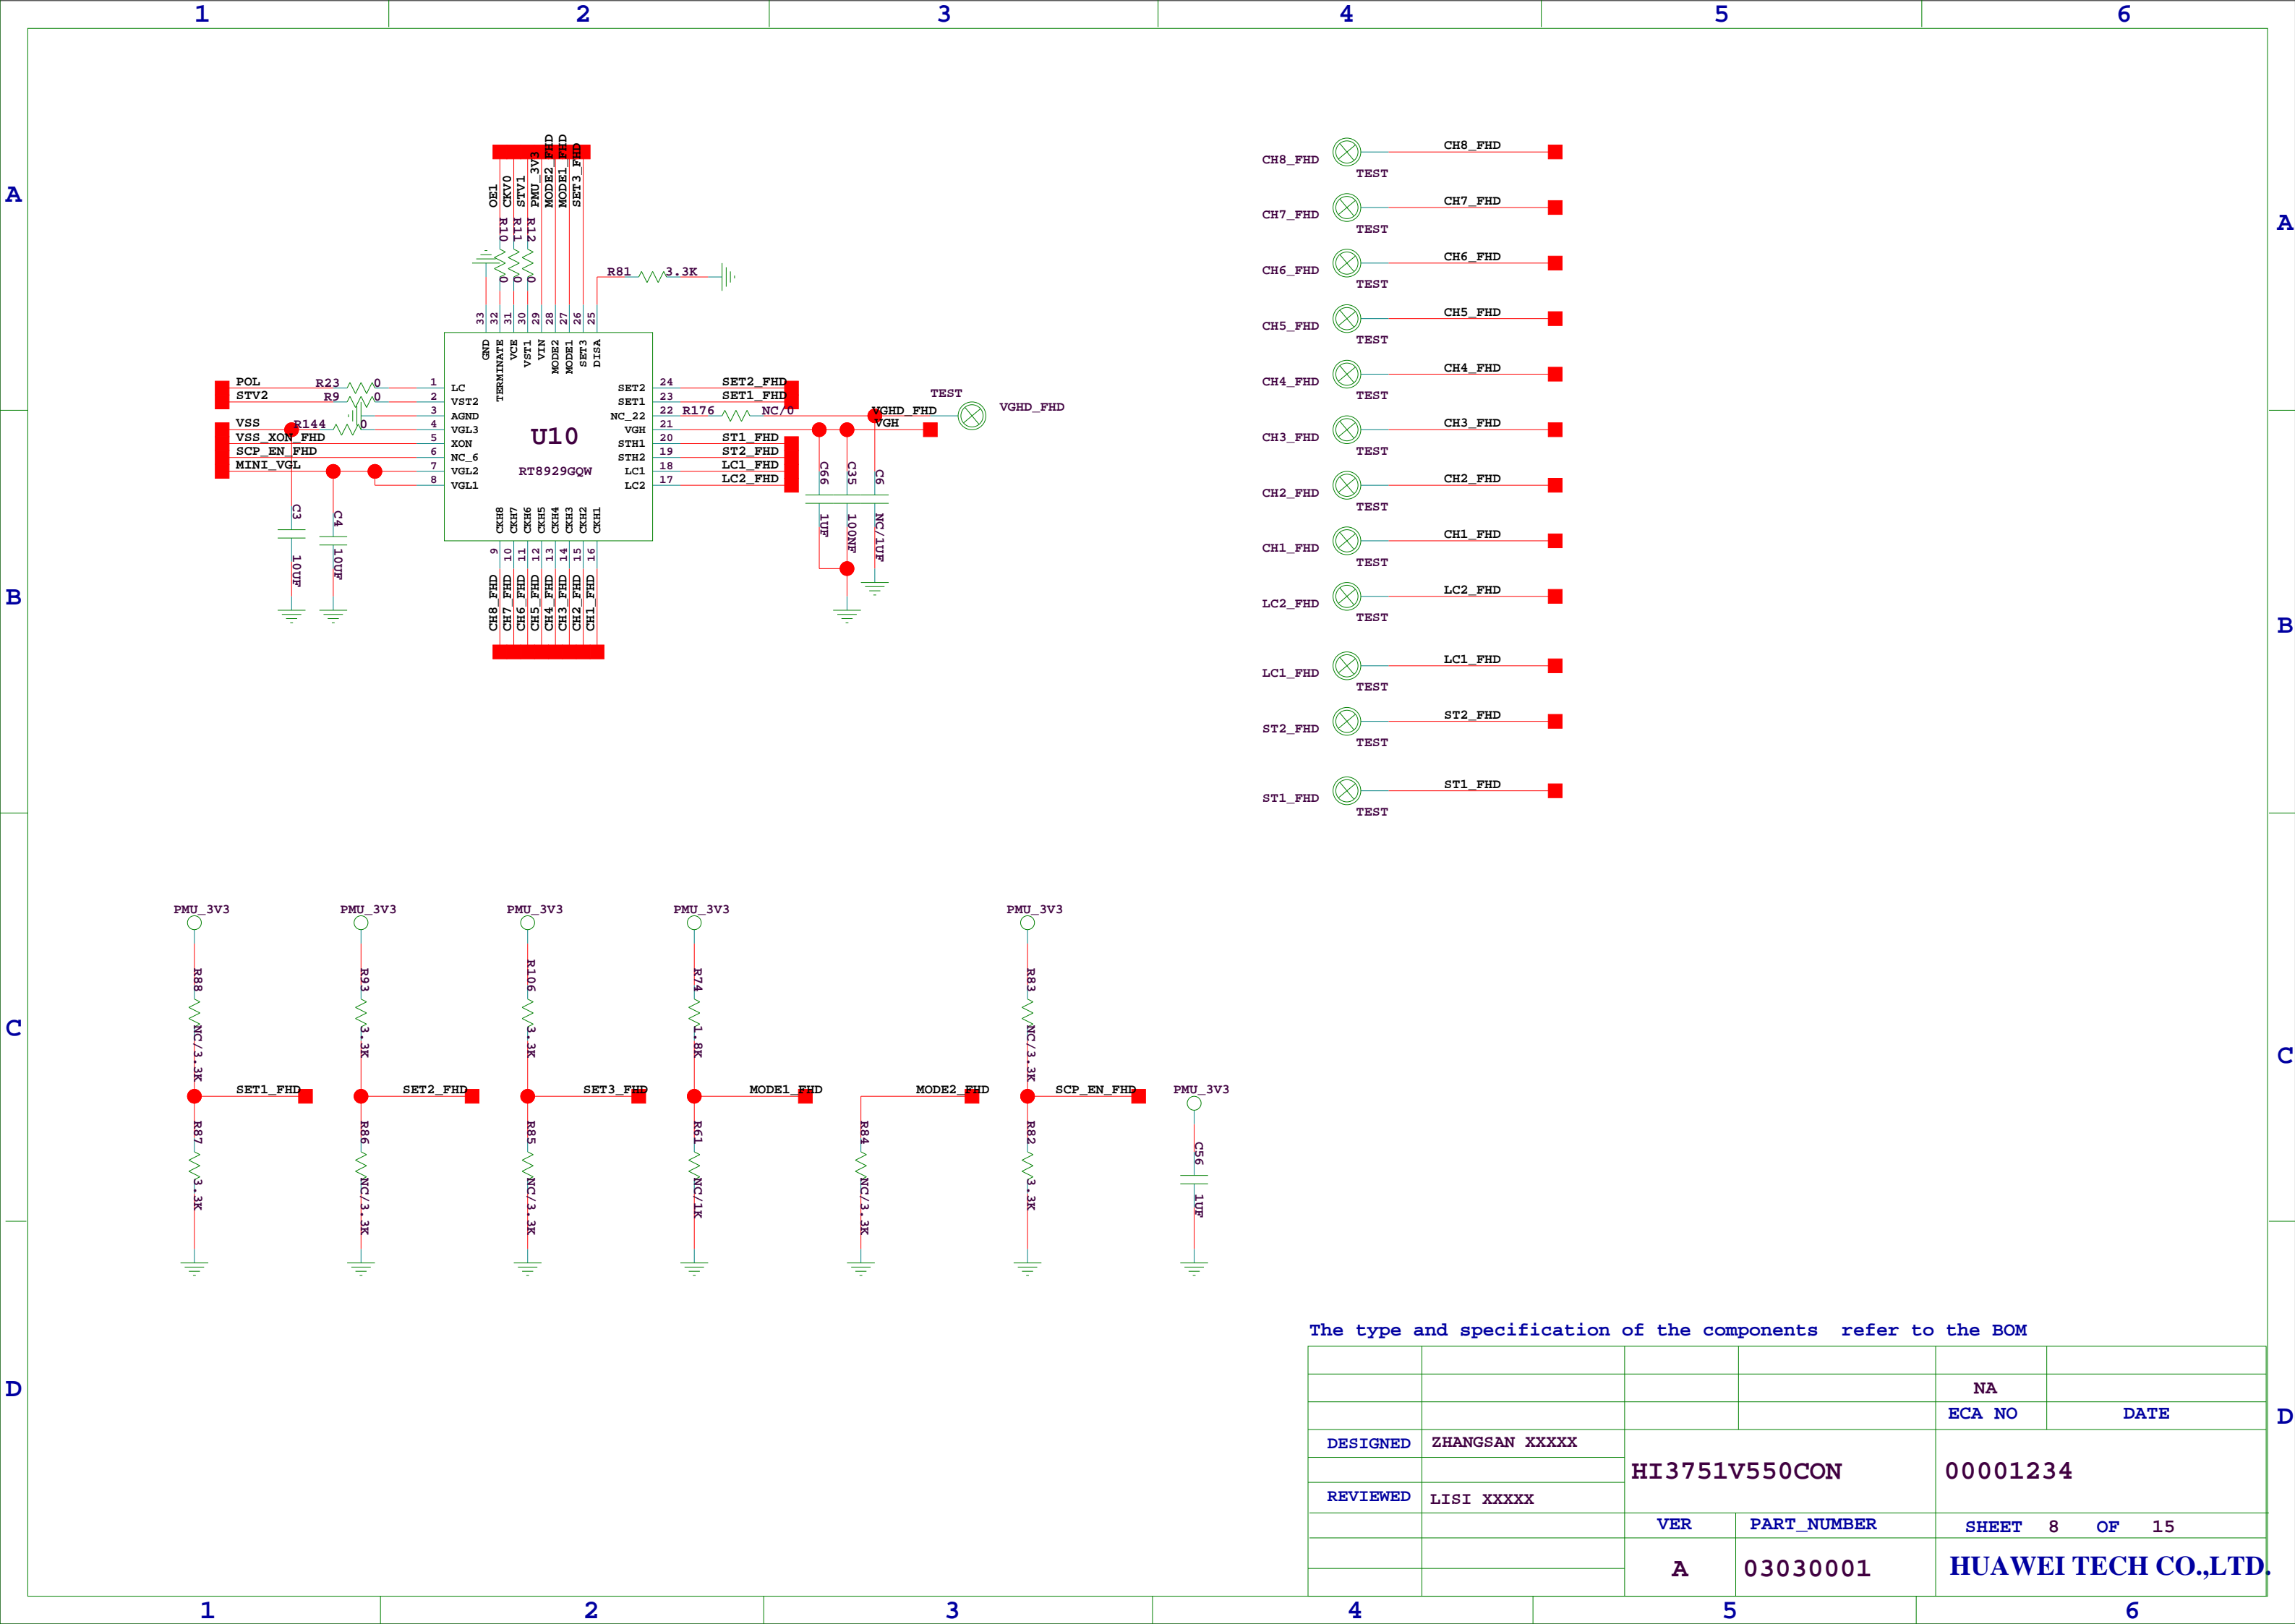 1 2 3 4 5 6
A
A
OE1
CKV0
STV1
PMU_3V3
MODE2_FHD
MODE1_FHD
SET3_FHD
R10 0
R11 0
R12 0
R81 3.3K
33 32 31 30 29 28 27 26 25
GND
TERMINATE
VCE
VST1
VIN
MODE2
MODE1
SET3
DISA
POL R23 0 1 LC
STV2 R9 0 2 VST2
3 AGND
VSS R144 0 4 VGL3
VSS_XON_FHD 5 XON
SCP_EN_FHD 6 NC_6
MINI_VGL 7 VGL2
8 VGL1
U10
RT8929GQW
SET2 24 SET2_FHD
SET1 23 SET1_FHD
NC_22 22 R176 NC/0 VGHD_FHD
VGH 21 VGH
STH1 20 ST1_FHD
STH2 19 ST2_FHD
LC1 18 LC1_FHD
LC2 17 LC2_FHD
TEST
VGHD_FHD
C66 1UF
C35 100NF
C6 NC/1UF
C3 10UF
C4 10UF
CKH8
CKH7
CKH6
CKH5
CKH4
CKH3
CKH2
CKH1
9 10 11 12 13 14 15 16
CH8_FHD
CH7_FHD
CH6_FHD
CH5_FHD
CH4_FHD
CH3_FHD
CH2_FHD
CH1_FHD
CH8_FHD CH8_FHD
TEST
CH7_FHD CH7_FHD
TEST
CH6_FHD CH6_FHD
TEST
CH5_FHD CH5_FHD
TEST
CH4_FHD CH4_FHD
TEST
CH3_FHD CH3_FHD
TEST
CH2_FHD CH2_FHD
TEST
CH1_FHD CH1_FHD
TEST
LC2_FHD LC2_FHD
TEST
LC1_FHD LC1_FHD
TEST
ST2_FHD ST2_FHD
TEST
ST1_FHD ST1_FHD
TEST
B
B
PMU_3V3 PMU_3V3 PMU_3V3 PMU_3V3 PMU_3V3
R88 NC/3.3K
R93 3.3K
R106 3.3K
R74 1.8K
R83 NC/3.3K
SET1_FHD SET2_FHD SET3_FHD MODE1_FHD MODE2_FHD SCP_EN_FHD PMU_3V3
R87 3.3K
R86 NC/3.3K
R85 NC/3.3K
R61 NC/1K
R84 NC/3.3K
R82 3.3K
C56 1UF
C
C
The type and specification of the components refer to the BOM
NA
ECA NO DATE
DESIGNED ZHANGSAN XXXXX
HI3751V550CON 00001234
REVIEWED LISI XXXXX
VER PART_NUMBER SHEET 8 OF 15
A 03030001 HUAWEI TECH CO.,LTD.
D
D
1 2 3 4 5 6